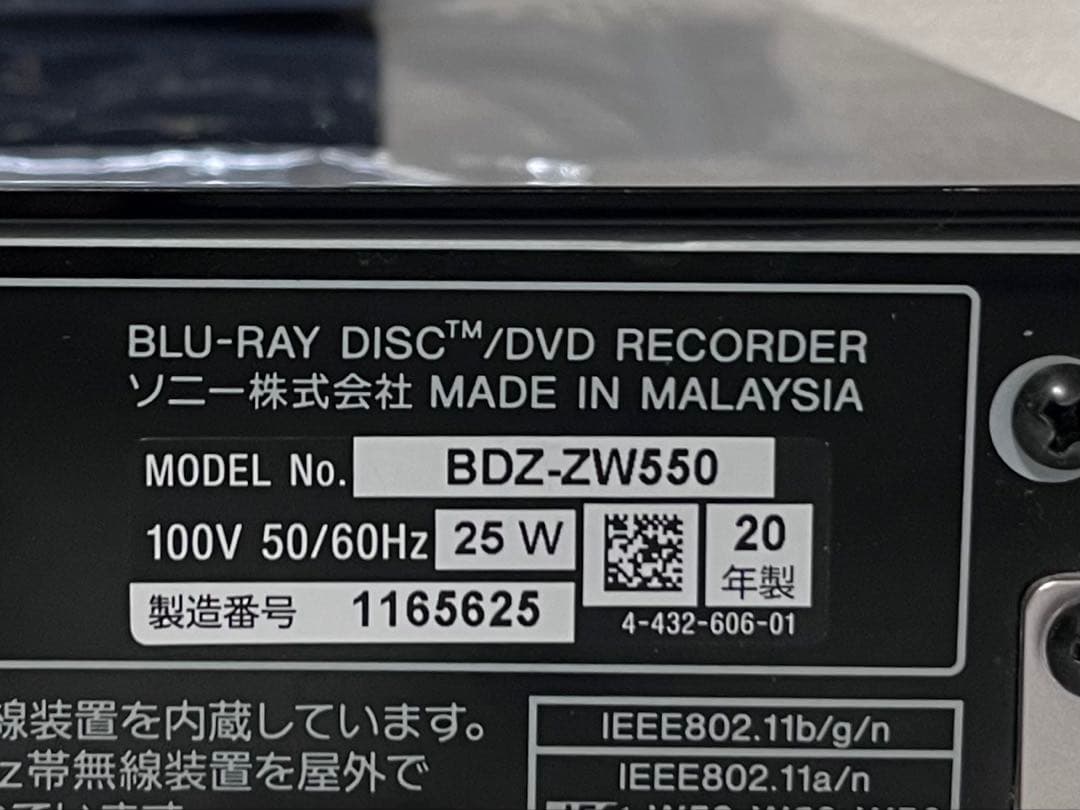 BLU-RAY DISC™/DVD RECORDER
ソニー株式会社 MADE IN MALAYSIA
MODEL No. BDZ-ZW550
100V 50/60Hz 25 W
20
年製
製造番号 1165625
4-432-606-01
線装置を内蔵しています。
z帯無線装置を屋外で
IEEE802.11b/g/n
IEEE802.11a/n